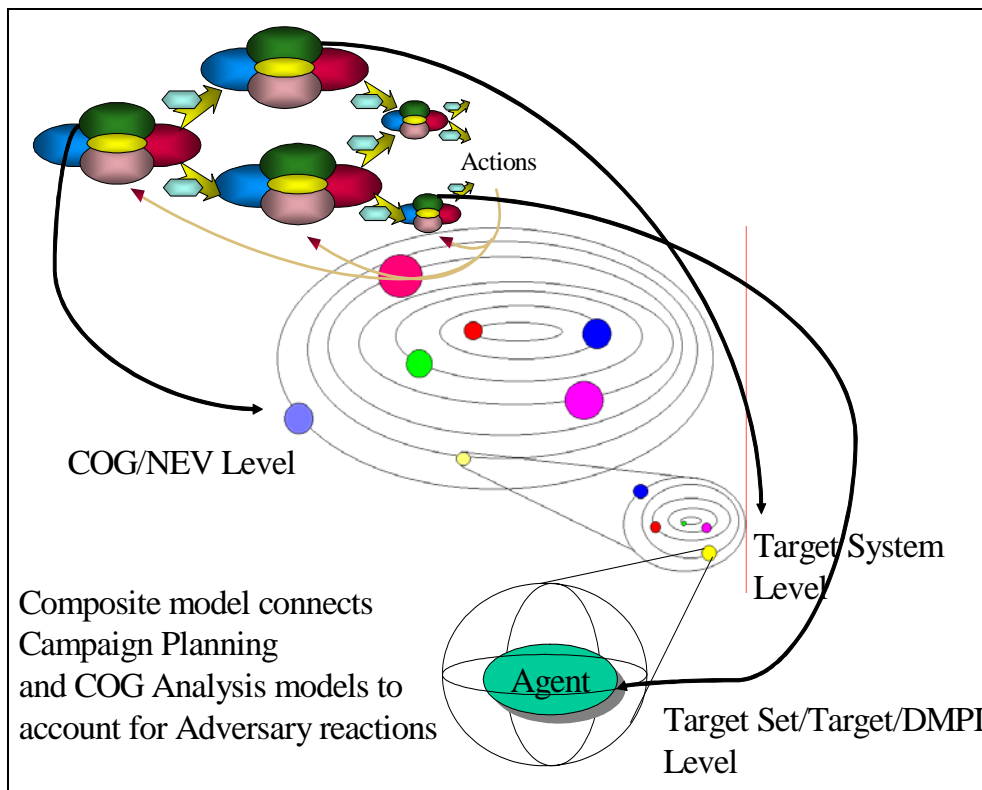 Actions
COG/NEV Level
Target System
Level
Composite model connects
Campaign Planning
and COG Analysis models to
account for Adversary reactions
Agent
Target Set/Target/DMPI
Level